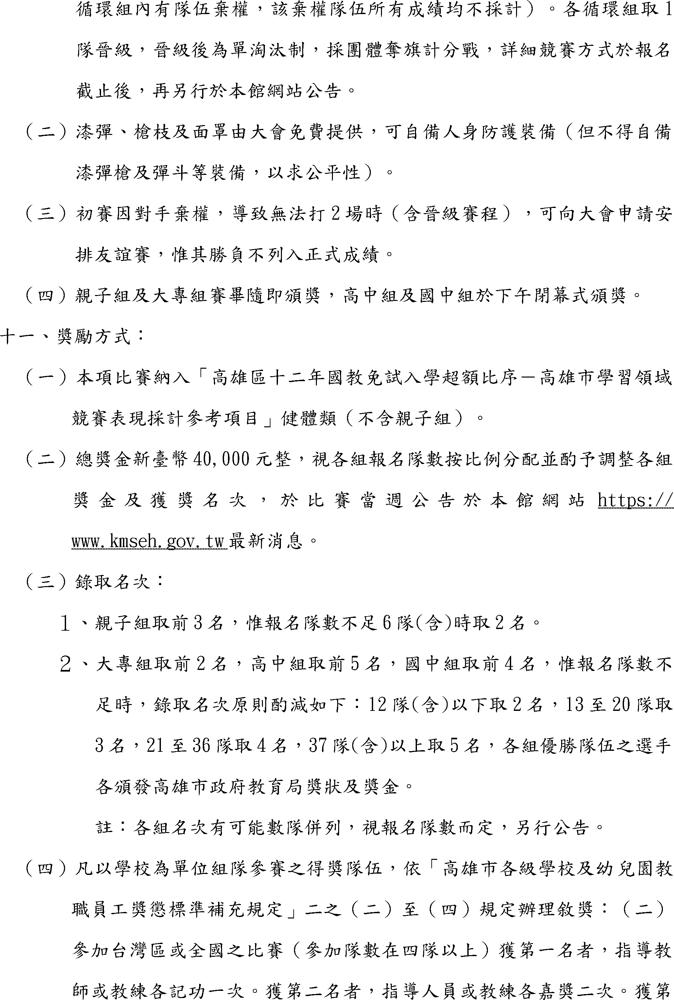 循環組內有隊伍棄權，該棄權隊伍所有成績均不採計）。各循環組取1
隊晉級，晉級後為單淘汰制，採團體奪旗計分戰，詳細競賽方式於報名
截止後，再另行於本館網站公告。
（二）漆彈、槍枝及面罩由大會免費提供，可自備人身防護裝備（但不得自備
漆彈槍及彈斗等裝備，以求公平性）。
（三）初賽因對手棄權，導致無法打2場時（含晉級賽程），可向大會申請安
排友誼賽，惟其勝負不列入正式成績。
（四）親子組及大專組賽畢隨即頒獎，高中組及國中組於下午閉幕式頒獎。
十一、獎勵方式：
（一）本項比賽納入「高雄區十二年國教免試入學超額比序－高雄市學習領域
競賽表現採計參考項目」健體類（不含親子組）。
（二）總獎金新臺幣40,000元整，視各組報名隊數按比例分配並酌予調整各組
獎金及獲獎名次，於比賽當週公告於本館網站https://
www.kmseh.gov.tw最新消息。
（三）錄取名次：
１、親子組取前3名，惟報名隊數不足6隊(含)時取2名。
２、大專組取前2名，高中組取前5名，國中組取前4名，惟報名隊數不
足時，錄取名次原則酌減如下：12隊(含)以下取2名，13至20隊取
3名，21至36隊取4名，37隊(含)以上取5名，各組優勝隊伍之選手
各頒發高雄市政府教育局獎狀及獎金。
註：各組名次有可能數隊併列，視報名隊數而定，另行公告。
（四）凡以學校為單位組隊參賽之得獎隊伍，依「高雄市各級學校及幼兒園教
職員工獎懲標準補充規定」二之（二）至（四）規定辦理敘獎：（二）
參加台灣區或全國之比賽（參加隊數在四隊以上）獲第一名者，指導教
師或教練各記功一次。獲第二名者，指導人員或教練各嘉獎二次。獲第